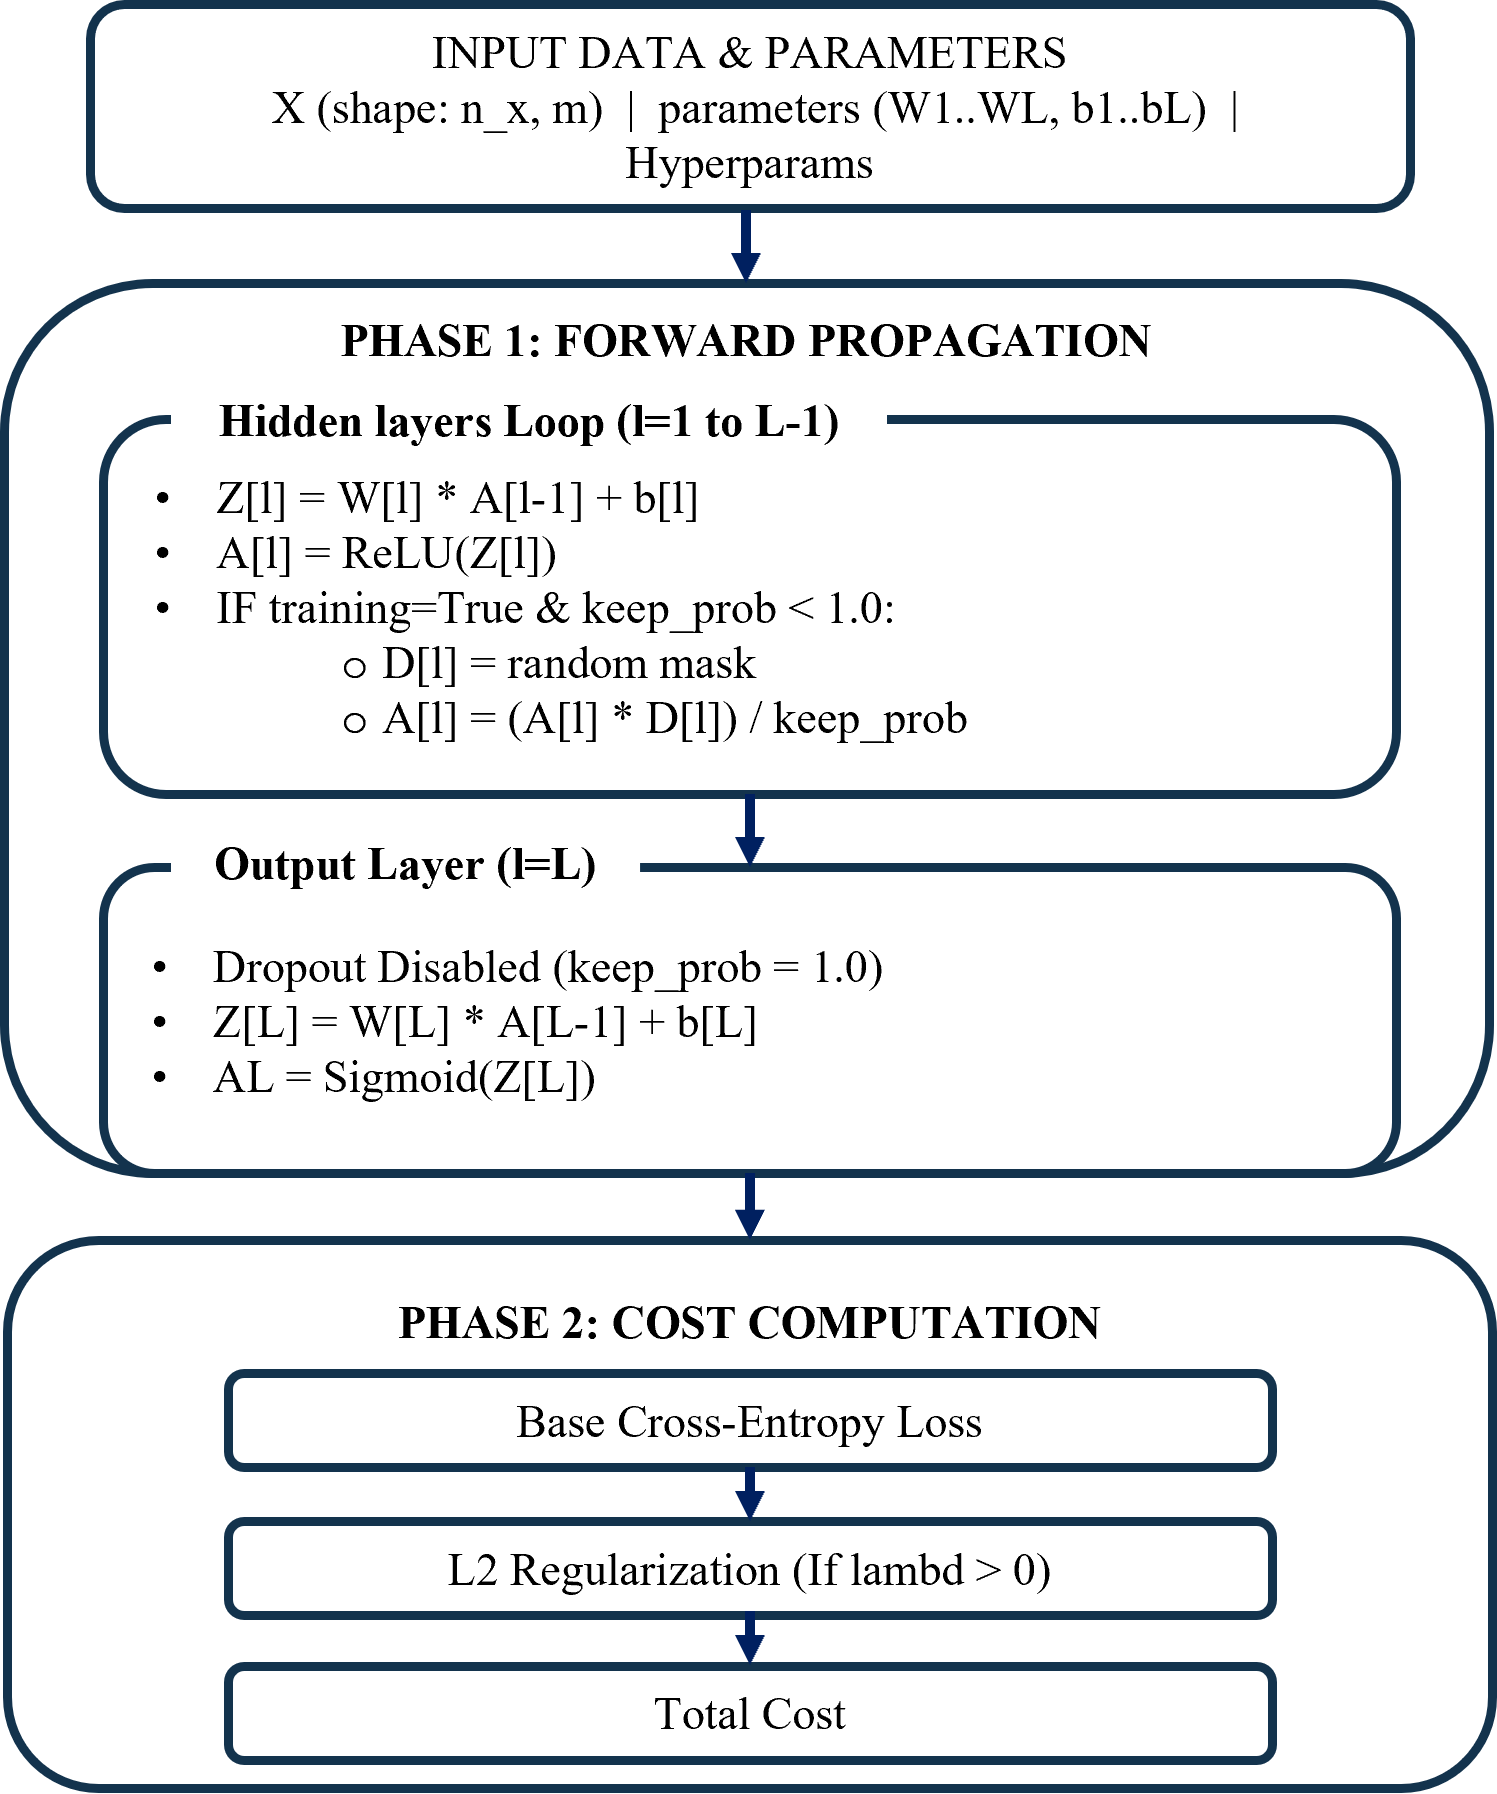 INPUT DATA & PARAMETERS
X (shape: n_x, m) | parameters (W1..WL, b1..bL) |
Hyperparams
PHASE 1: FORWARD PROPAGATION
Hidden layers Loop (l=1 to L-1)
• Z[l] = W[l] * A[l-1] + b[l]
• A[l] = ReLU(Z[l])
• IF training=True & keep_prob < 1.0:
o D[l] = random mask
o A[l] = (A[l] * D[l]) / keep_prob
Output Layer (l=L)
• Dropout Disabled (keep_prob = 1.0)
• Z[L] = W[L] * A[L-1] + b[L]
• AL = Sigmoid(Z[L])
PHASE 2: COST COMPUTATION
Base Cross-Entropy Loss
L2 Regularization (If lambd > 0)
Total Cost